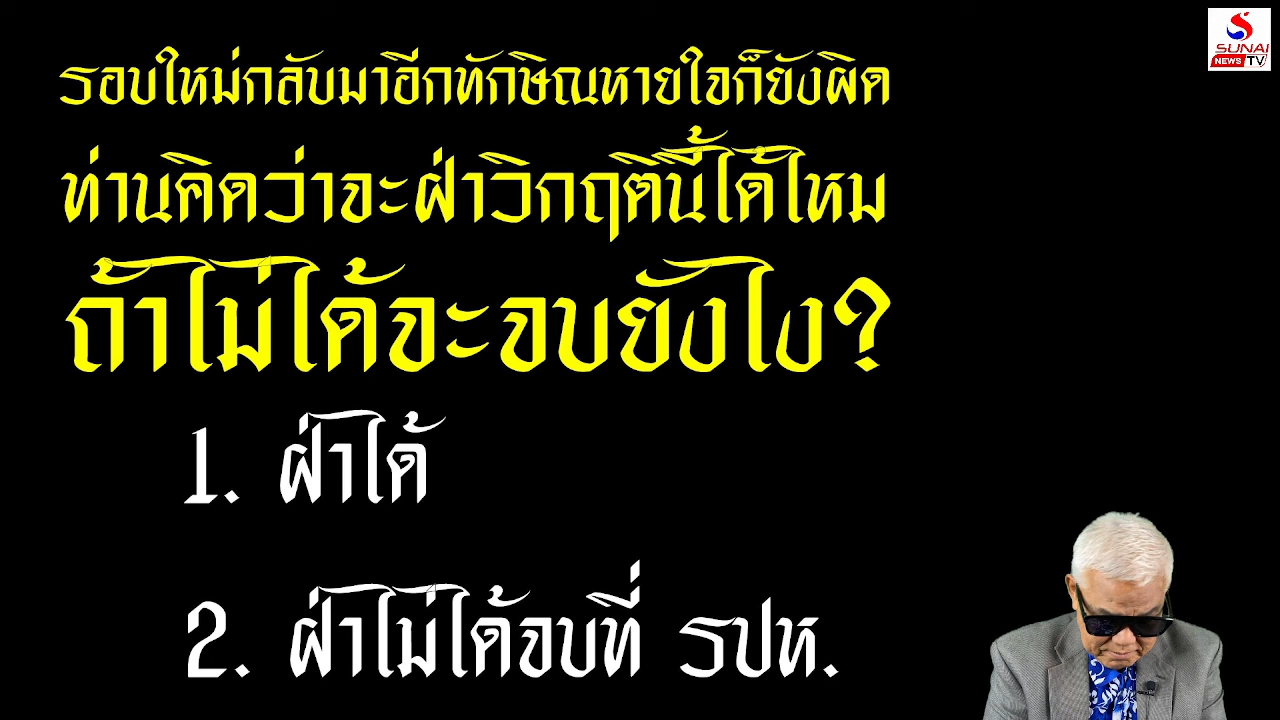 รอบใหม่กลับมาอีกทักษิณหายใจก็ยังผิด
ท่านคิดว่าจะฝ่าวิกฤตินี้ได้ไหม
ถ้าไม่ได้จะจบยังไง?
1. ฝ่าได้
2. ฝ่าไม่ได้จบที่ รปห.
SUNAI
NEWS TV